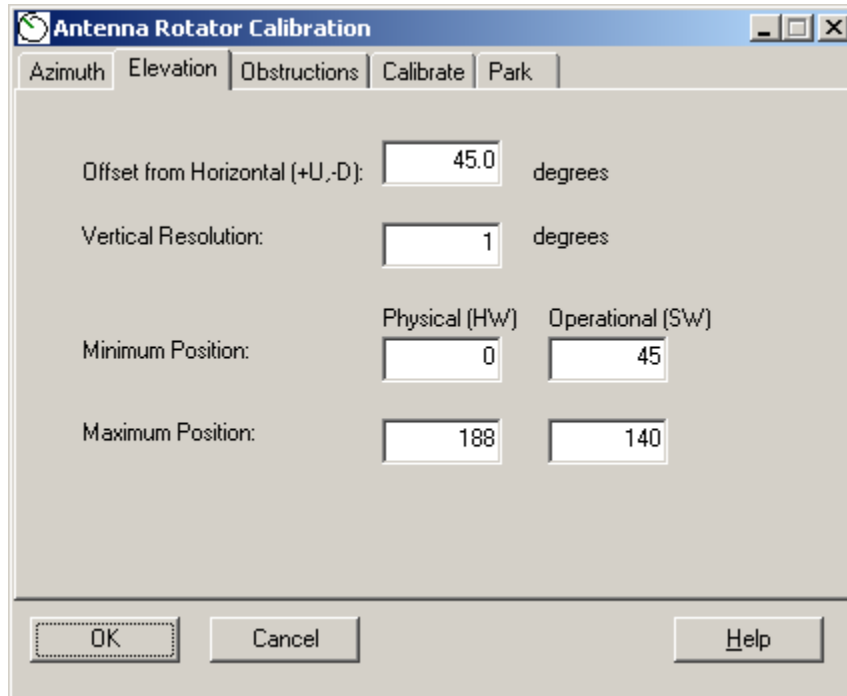 Antenna Rotator Calibration
Azimuth Elevation Obstructions Calibrate Park
Offset from Horizontal (+U,-D): 45.0 degrees
Vertical Resolution: 1 degrees
Physical (HW) Operational (SW)
Minimum Position: 0 45
Maximum Position: 188 140
OK Cancel Help